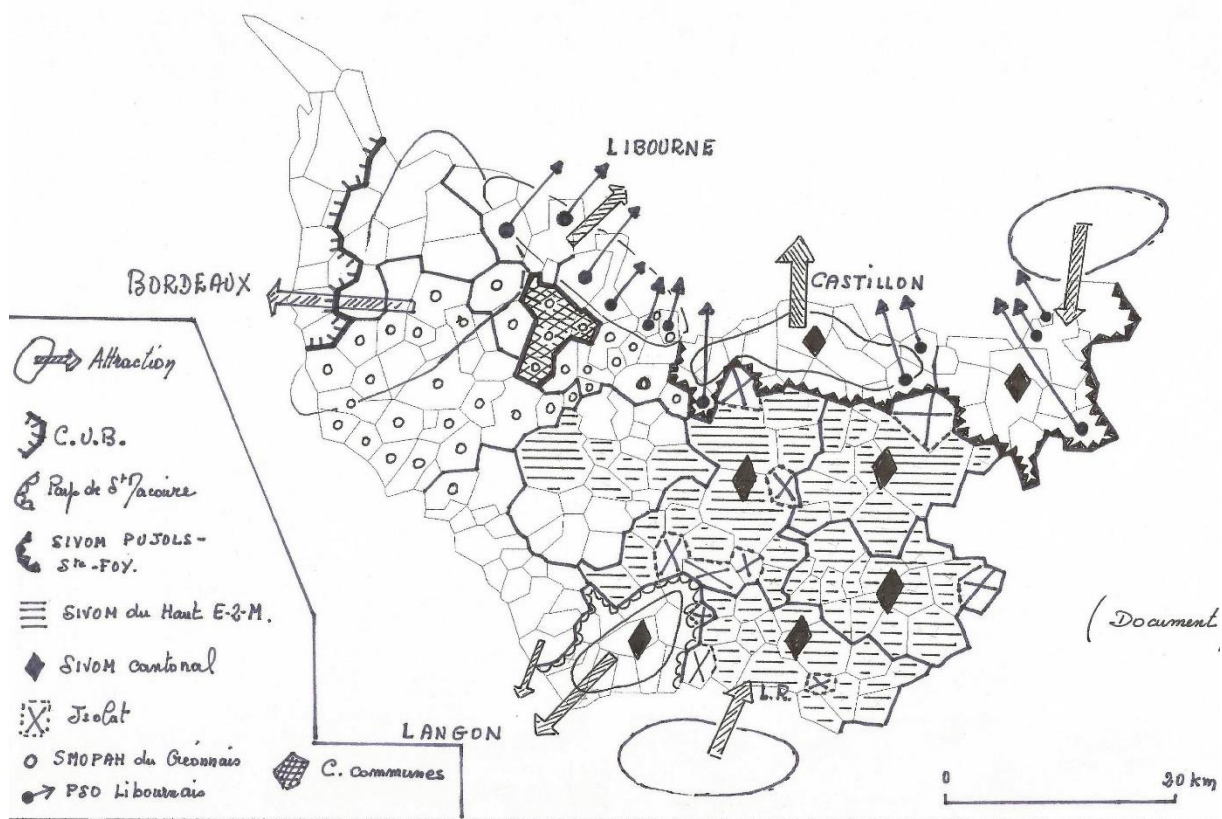 LIBOURNE
BORDEAUX
CASTILLON
Attraction
C.U.B.
Pays de St Macaire
SIVOM PUJOLS-
Ste-FOY.
SIVOM du Haut E-2-M.
(Document
SIVOM cantonal
Isolat
L.R.
LANGON
SMOPAH du Créonnais
C. communes
PSO Libournais
0 20 km